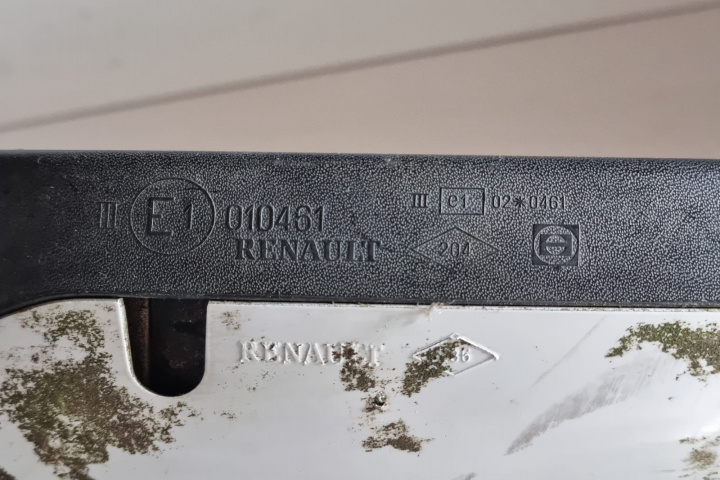 III E1 010461
III e1 02*0461
RENAULT 204
RENAULT